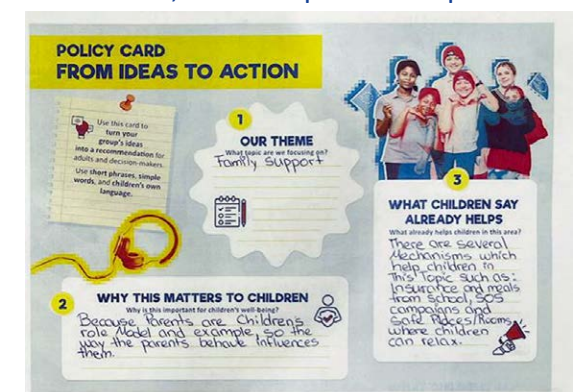 POLICY CARD
FROM IDEAS TO ACTION
Use this card to
turn your
group's ideas
into a recommendation for
adults and decision-makers.
Use short phrases, simple
words, and children's own
language.
1
OUR THEME
What topic are we focusing on?
Family Support
2
WHY THIS MATTERS TO CHILDREN
Why is this important for children's well-being?
Because Parents are children's
role Model and example, so the
way the parents behave influences
them.
3
WHAT CHILDREN SAY
ALREADY HELPS
What already helps children in this area?
There are several
Mechanisms which
help children in
This Topic such as:
Insurance and meals
from School, SOS
campaigns and
Safe Places/Rooms
where children
can relax.